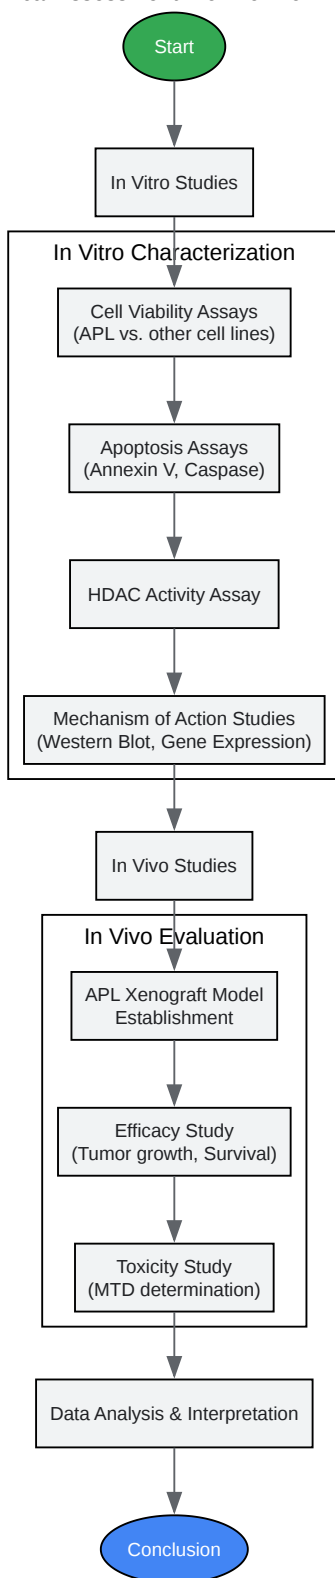 Start
In Vitro Studies
In Vitro Characterization
Cell Viability Assays
(APL vs. other cell lines)
Apoptosis Assays
(Annexin V, Caspase)
HDAC Activity Assay
Mechanism of Action Studies
(Western Blot, Gene Expression)
In Vivo Studies
In Vivo Evaluation
APL Xenograft Model
Establishment
Efficacy Study
(Tumor growth, Survival)
Toxicity Study
(MTD determination)
Data Analysis & Interpretation
Conclusion